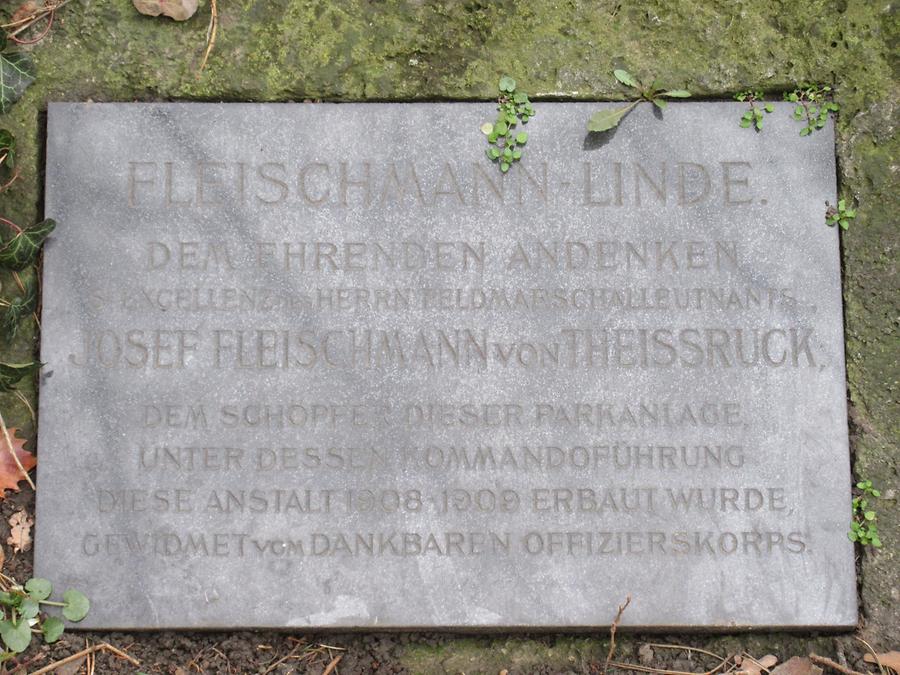 FLEISCHMANN-LINDE.
DEM EHRENDEN ANDENKEN
EXCELLENZ HERRN FELDMARSCHALLEUTNANTS
JOSEF FLEISCHMANN VON THEISSRUCK,
DEM SCHÖPFER DIESER PARKANLAGE,
UNTER DESSEN KOMMANDOFÜHRUNG
DIESE ANSTALT 1908-1909 ERBAUT WURDE,
GEWIDMET VOM DANKBAREN OFFIZIERSKORPS.